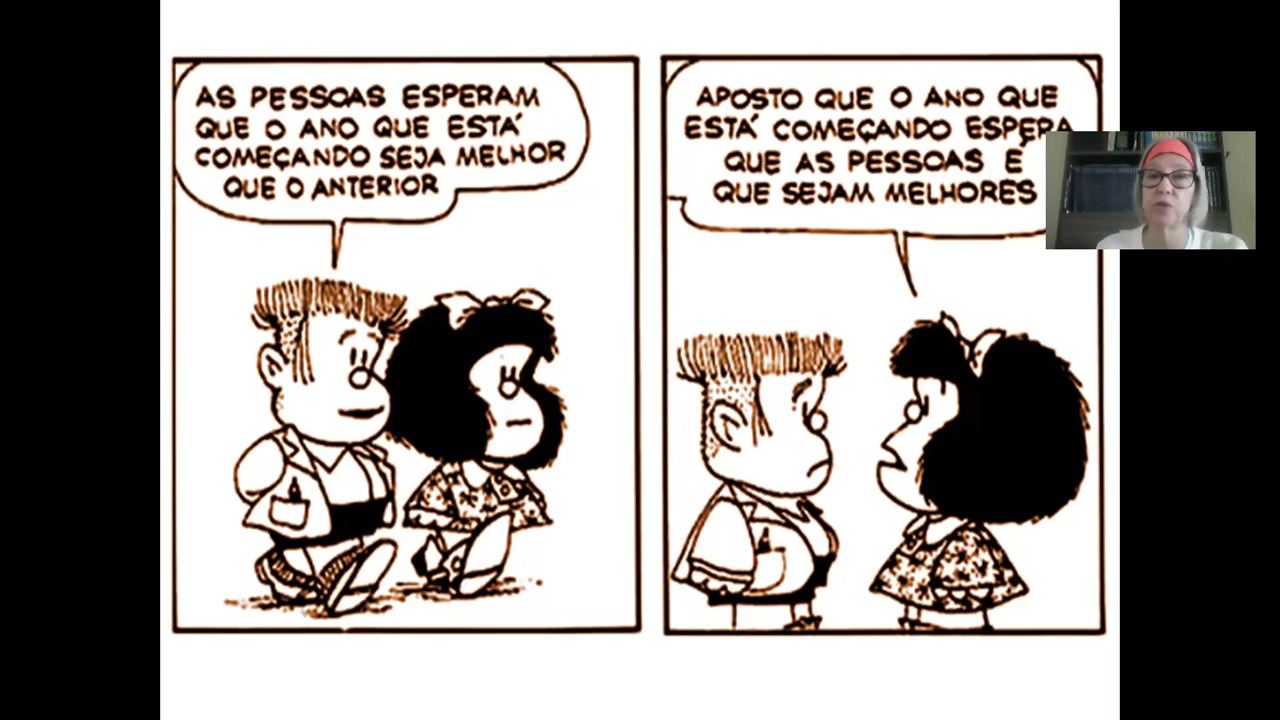 AS PESSOAS ESPERAM
QUE O ANO QUE ESTÁ
COMEÇANDO SEJA MELHOR
QUE O ANTERIOR
APOSTO QUE O ANO QUE
ESTÁ COMEÇANDO ESPERA
QUE AS PESSOAS É
QUE SEJAM MELHORES